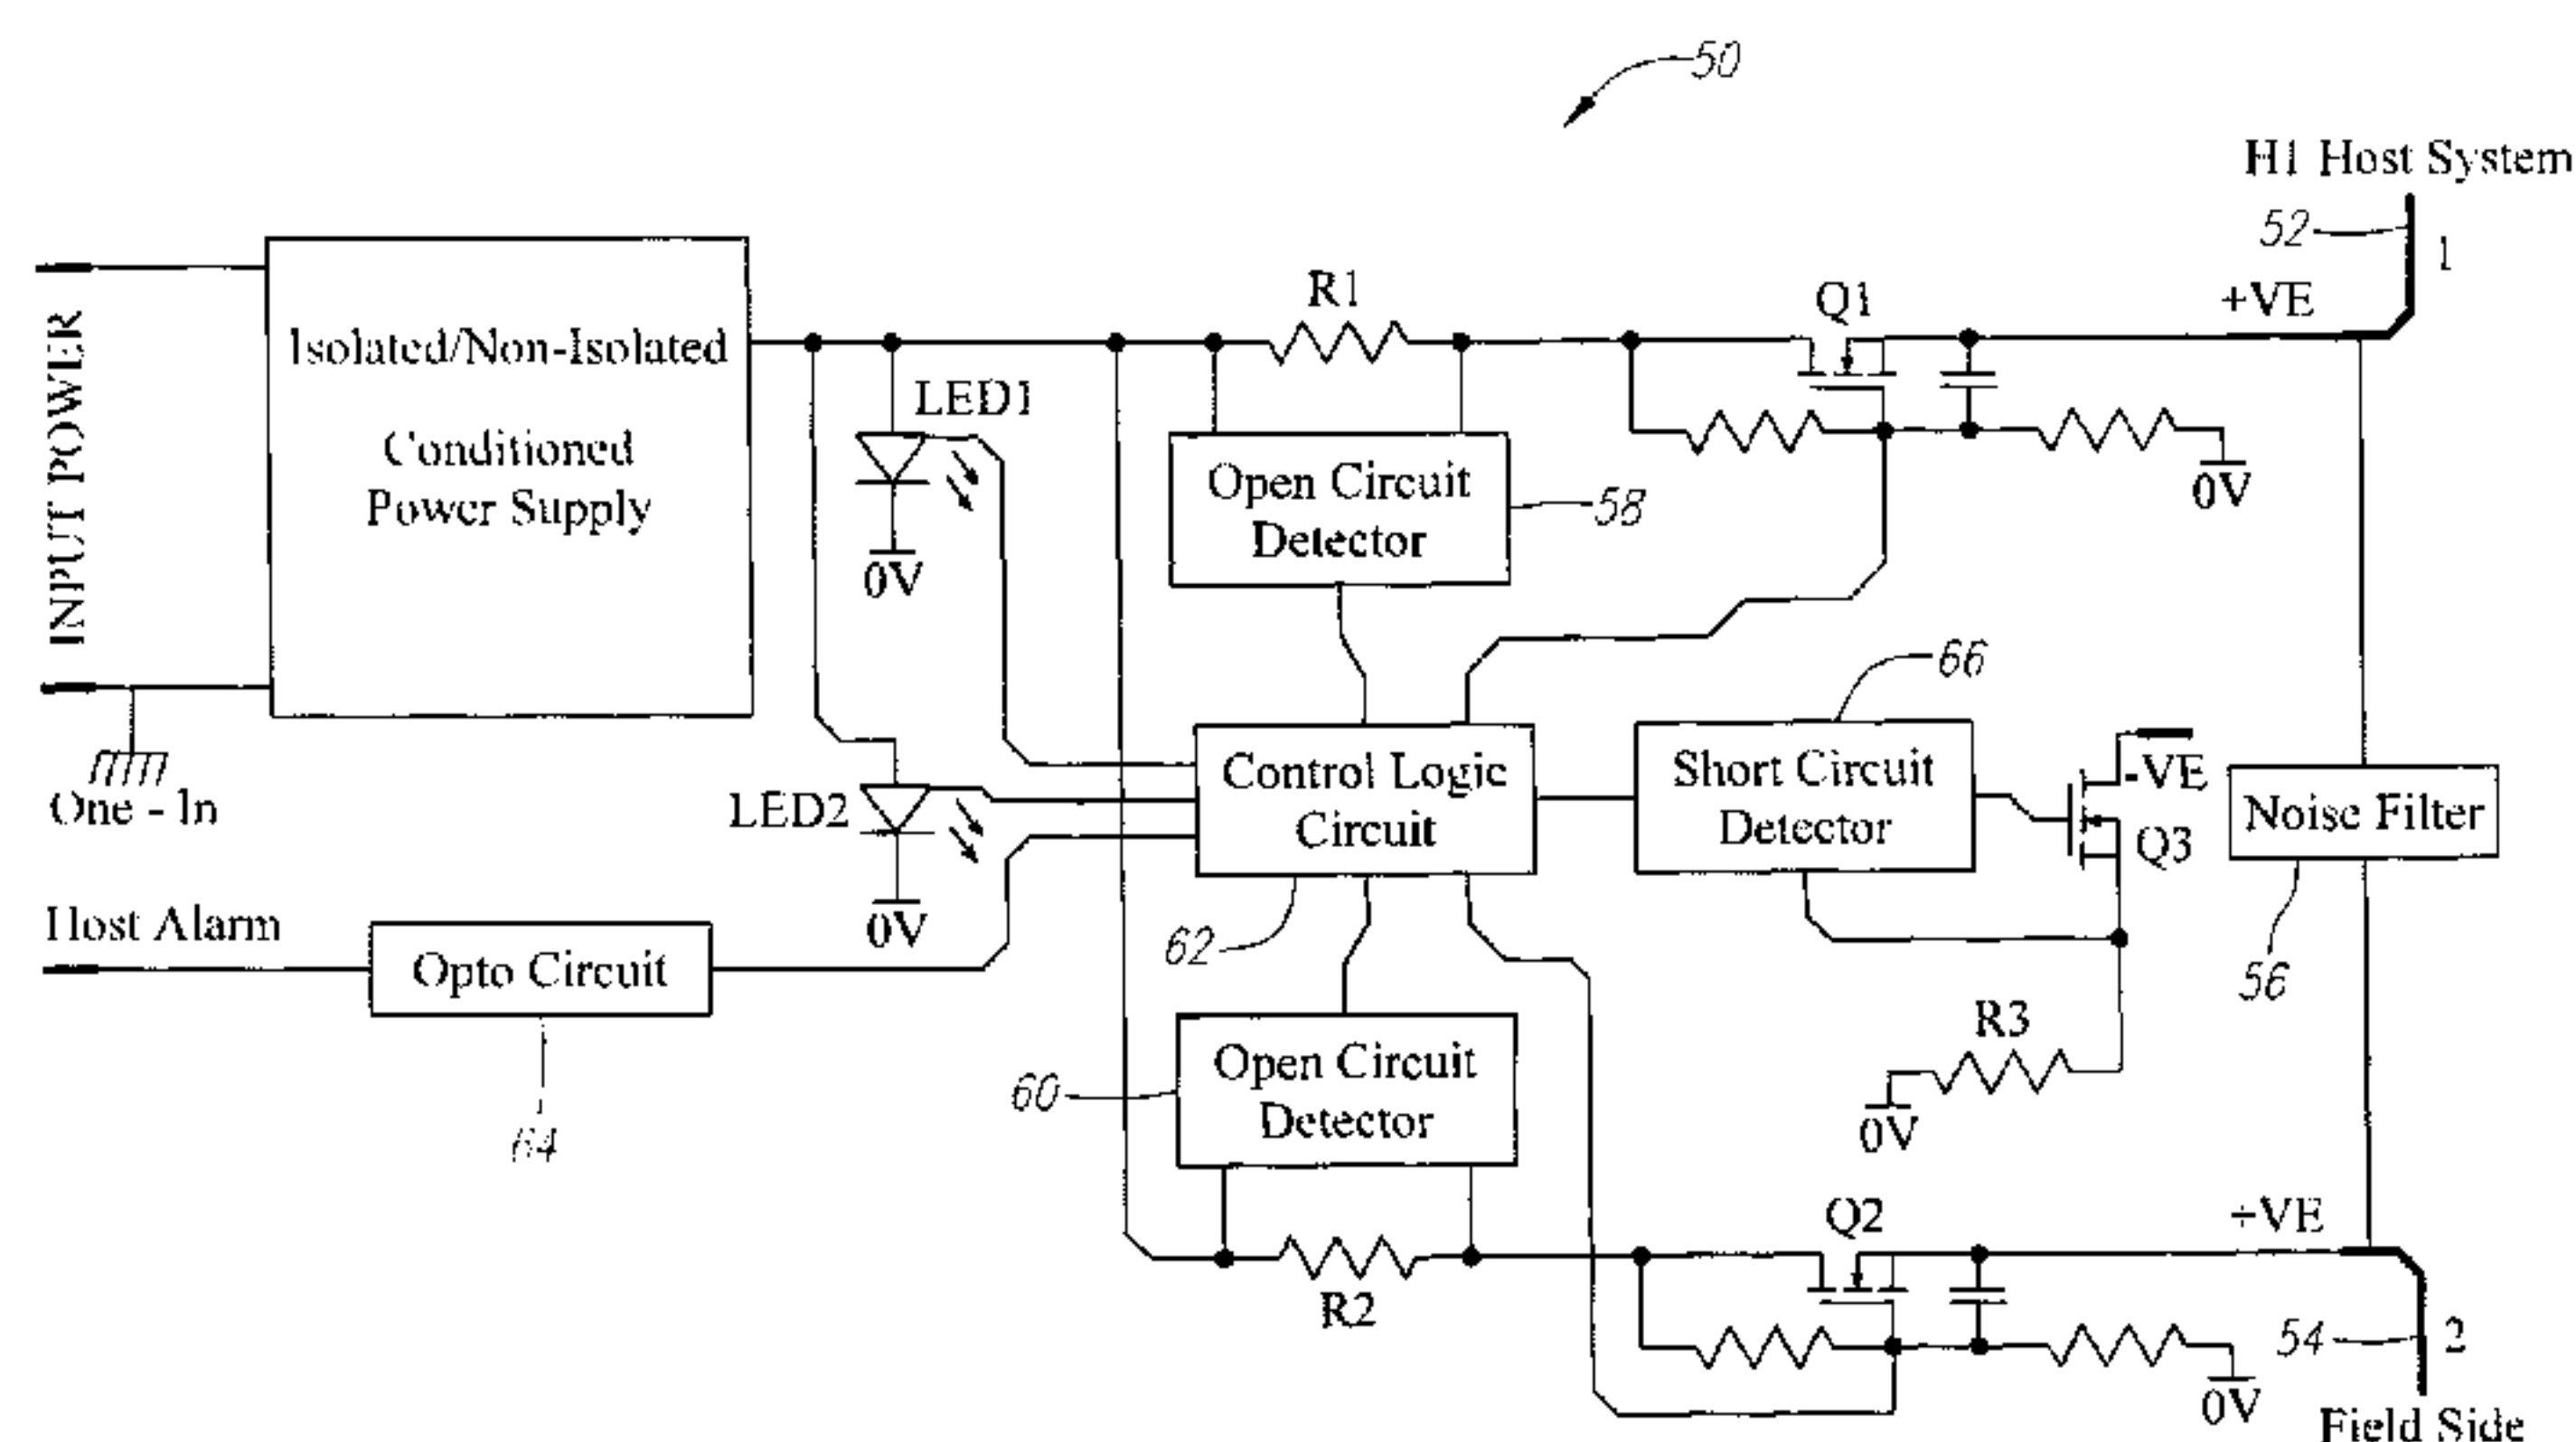 50
H1 Host System
52
1
+VE
R1
Q1
INPUT POWER
Isolated/Non-Isolated
Conditioned
Power Supply
LED1
0V
Open Circuit
Detector
58
0V
66
One - In
LED2
0V
Control Logic
Circuit
62
Short Circuit
Detector
-VE
Q3
Noise Filter
56
Host Alarm
Opto Circuit
64
R3
0V
Open Circuit
Detector
60
R2
Q2
+VE
54
2
0V
Field Side